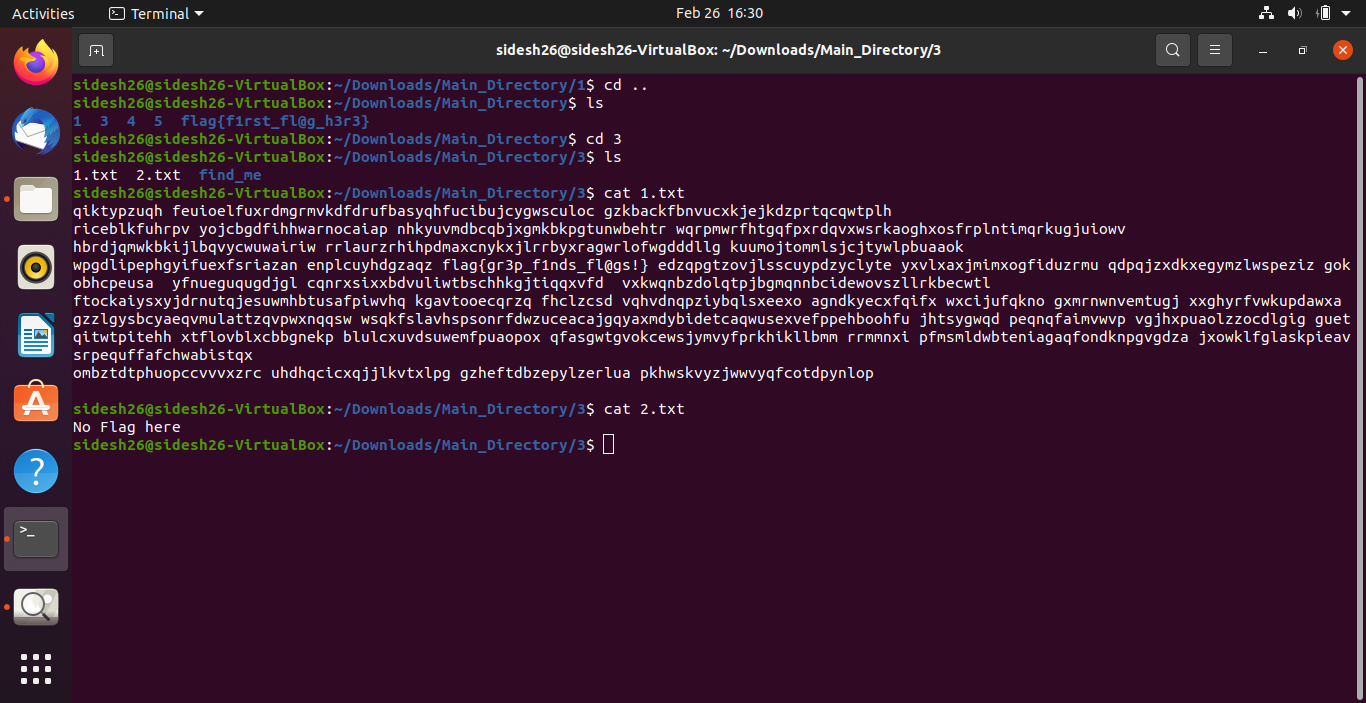 Activities Terminal Feb 26 16:30
sidesh26@sidesh26-VirtualBox: ~/Downloads/Main_Directory/3
sidesh26@sidesh26-VirtualBox:~/Downloads/Main_Directory/1$ cd ..
sidesh26@sidesh26-VirtualBox:~/Downloads/Main_Directory$ ls
1 3 4 5 flag{f1rst_fl@g_h3r3}
sidesh26@sidesh26-VirtualBox:~/Downloads/Main_Directory$ cd 3
sidesh26@sidesh26-VirtualBox:~/Downloads/Main_Directory/3$ ls
1.txt 2.txt find_me
sidesh26@sidesh26-VirtualBox:~/Downloads/Main_Directory/3$ cat 1.txt
qiktypzuqh feuioelfuxrdmgrmvkdfdrufbasyqhfucibujcygwsculoc gzkbackfbnvucxkjejkdzprtqcqwtplh
riceblkfuhrpv yojcbgdfihhwarnocaiap nhkyuvmdbcqbjxgmkbkpgtunwbehtr wqrpmwrfhtgqfpxrdqvxwsrkaoghxosfrplntimqrkugjuiowv
hbrdjqmwkbkijlbqvycwuwairiw rrlaurzrhihpdmaxcnykxjlrrbyxragwrlofwgdddllg kuumojtommlsjcjtywlpbuaaok
wpgdlipephgyifuexfsriazan enplcuyhdgzaqz flag{gr3p_f1nds_fl@gs!} edzqpgtzovjlsscuypdzyclyte yxvlxaxjmimxogfiduzrmu qdpqjzxdkxegymzlwspeziz gok
obhcpeusa yfnueguqugdjgl cqnrxsixxbdvuliwtbschhkgjtiqqxvfd vxkwqnbzdolqtpjbgmqnnbcidewovszllrkbecwtl
ftockaiysxyjdrnutqjesuwmhbtusafpiwvhq kgavtooecqrzq fhclzcsd vqhvdnqpziybqlsxeexo agndkyecxfqifx wxcijufqkno gxmrnwnvemtugj xxghyrfvwkupdawxa
gzzlgysbcyaeqvmulattzqvpwxnqqsw wsqkfslavhspsonrfdwzuceacajgqyaxmdybidetcaqwusexvefppehboohfu jhtsygwqd peqnqfaimvwvp vgjhxpuaolzzocdlgig guet
qitwtpitehh xtflovblxcbbgnekp blulcxuvdsuwemfpuaopox qfasgwtgvokcewsjymvyfprkhikllbmm rrmmnxi pfmsmldwbteniagaqfondknpgvgdza jxowklfglaskpieav
srpequffafchwabistqx
ombztdtphuopccvvvxzrc uhdhqcicxqjjlkvtxlpg gzheftdbzepylzerlua pkhwskvyzjwwvyqfcotdpynlop
sidesh26@sidesh26-VirtualBox:~/Downloads/Main_Directory/3$ cat 2.txt
No Flag here
sidesh26@sidesh26-VirtualBox:~/Downloads/Main_Directory/3$